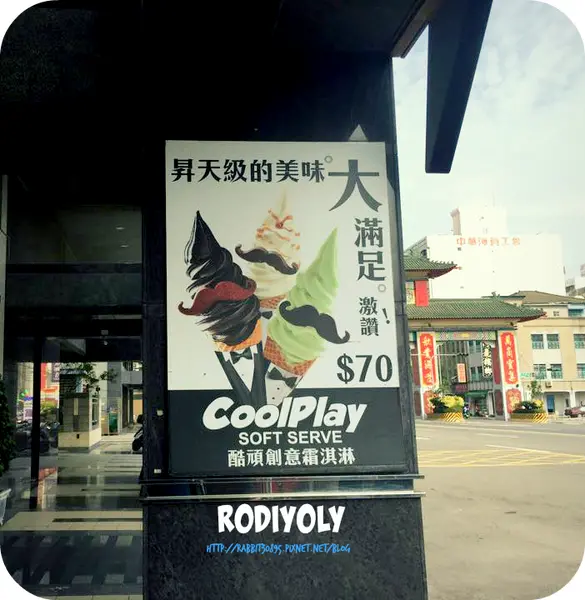 昇天級的美味。
大滿足。
激讚!
$70
CoolPlay
SOFT SERVE
酷頑創意霜淇淋
RODIYOLY
HTTP://RABBIT30895.PIXNET.NET/BLOG